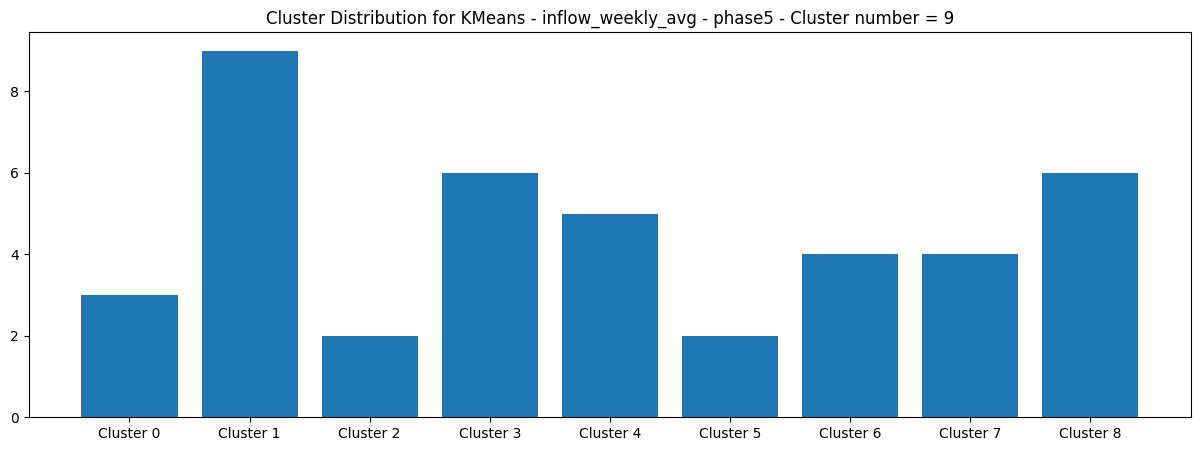 Cluster Distribution for KMeans - inflow_weekly_avg - phase5 - Cluster number = 9
8
6
4
2
0
Cluster 0 Cluster 1 Cluster 2 Cluster 3 Cluster 4 Cluster 5 Cluster 6 Cluster 7 Cluster 8